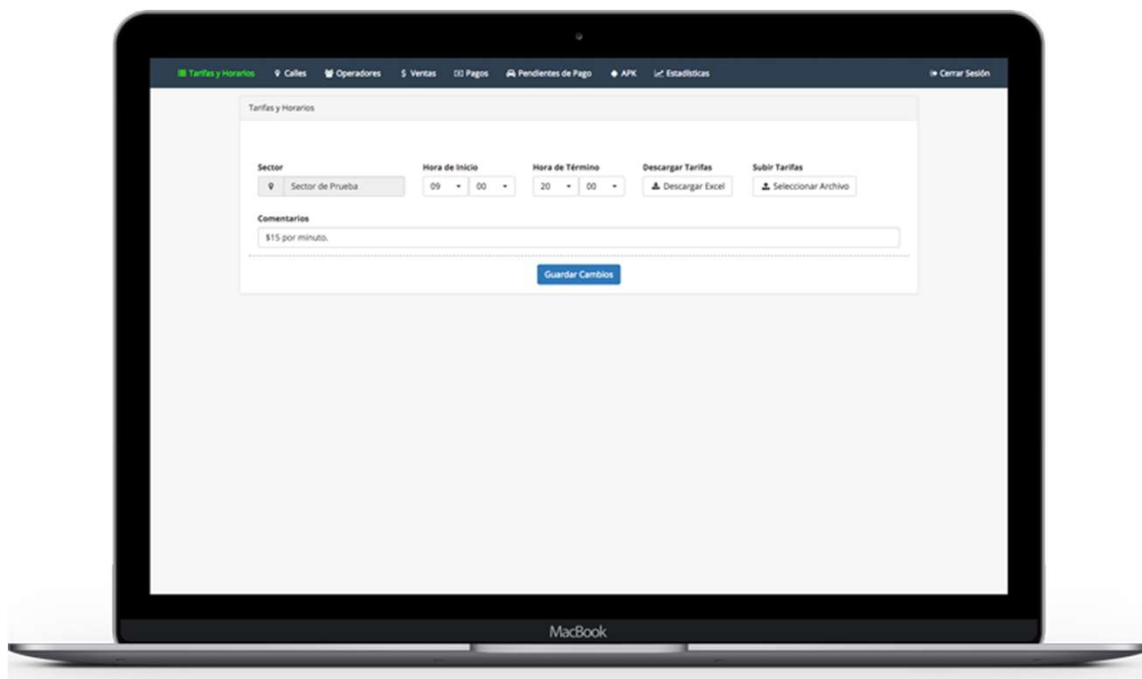 Tarifas y Horarios Calles Operadores $ Ventas Pagos Pendientes de Pago APK Estadísticas Cerrar Sesión
Tarifas y Horarios
Sector Hora de Inicio Hora de Término Descargar Tarifas Subir Tarifas
Sector de Prueba 09 00 20 00 Descargar Excel Seleccionar Archivo
Comentarios
$15 por minuto.
Guardar Cambios
MacBook